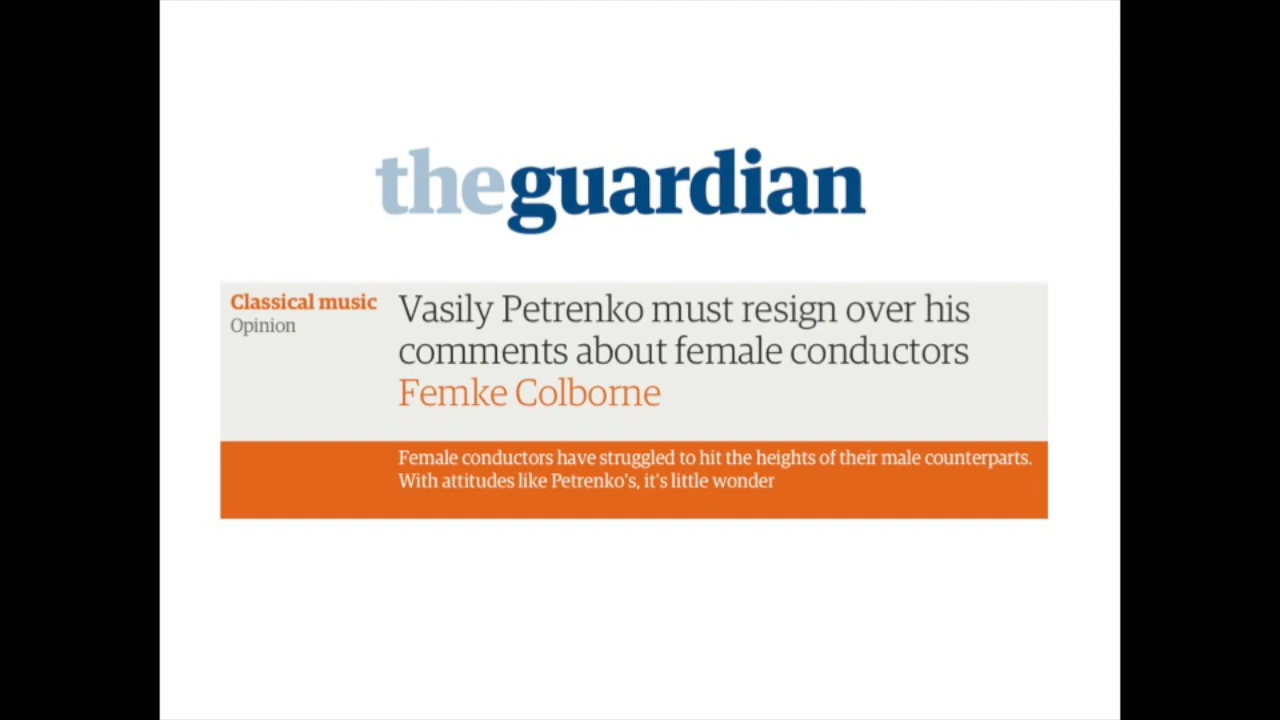 theguardian
Classical music
Opinion
Vasily Petrenko must resign over his
comments about female conductors
Femke Colborne
Female conductors have struggled to hit the heights of their male counterparts.
With attitudes like Petrenko's, it's little wonder